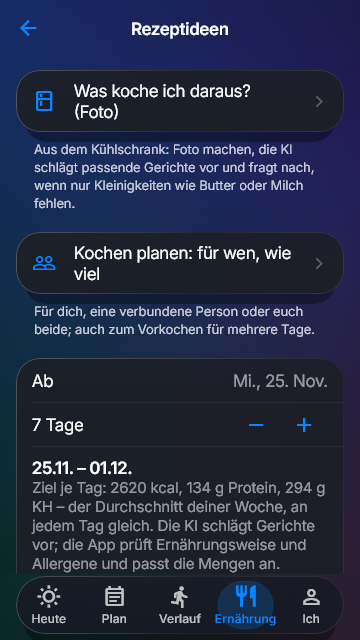 Rezeptideen
Was koche ich daraus?
(Foto)
Aus dem Kühlschrank: Foto machen, die KI
schlägt passende Gerichte vor und fragt nach,
wenn nur Kleinigkeiten wie Butter oder Milch
fehlen.
Kochen planen: für wen, wie
viel
Für dich, eine verbundene Person oder euch
beide; auch zum Vorkochen für mehrere Tage.
Ab Mi., 25. Nov.
7 Tage − +
25.11. – 01.12.
Ziel je Tag: 2620 kcal, 134 g Protein, 294 g
KH – der Durchschnitt deiner Woche, an
jedem Tag gleich. Die KI schlägt Gerichte
vor; die App prüft Ernährungsweise und
Allergene und passt die Mengen an.
Heute Plan Verlauf Ernährung Ich